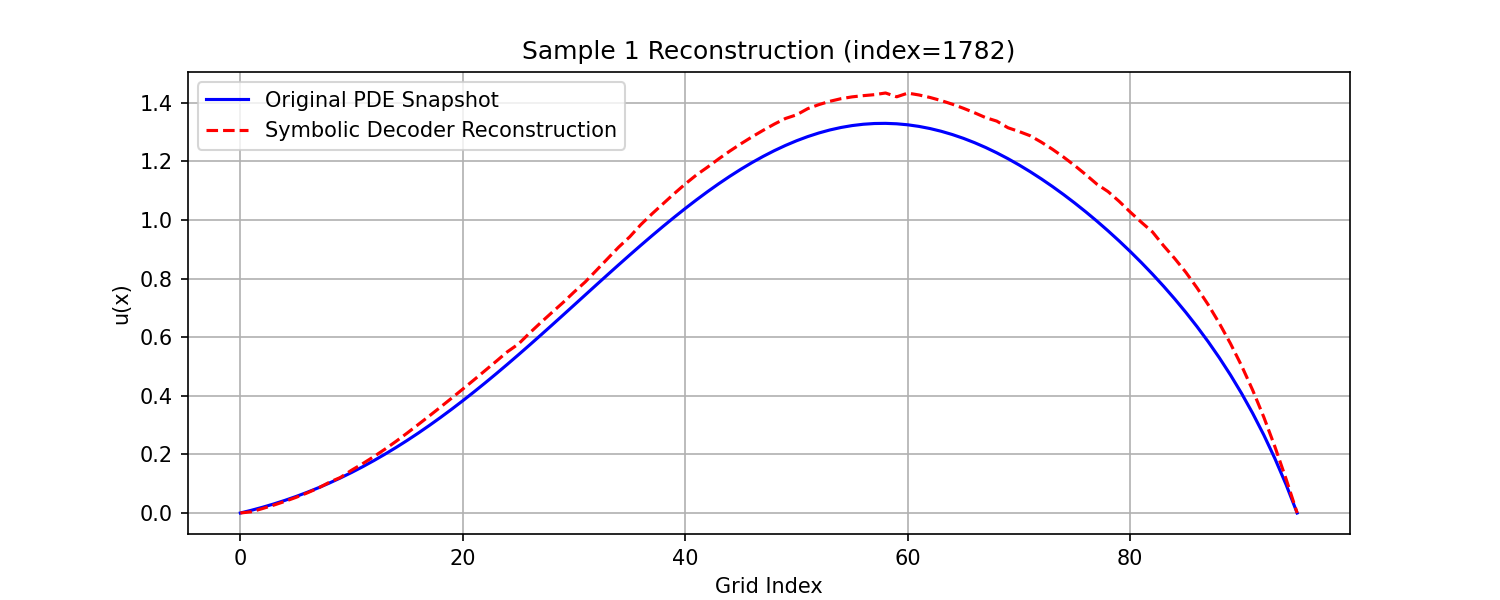 Sample 1 Reconstruction (index=1782)
Original PDE Snapshot
Symbolic Decoder Reconstruction
1.4
1.2
1.0
0.8
0.6
0.4
0.2
0.0
u(x)
0 20 40 60 80
Grid Index